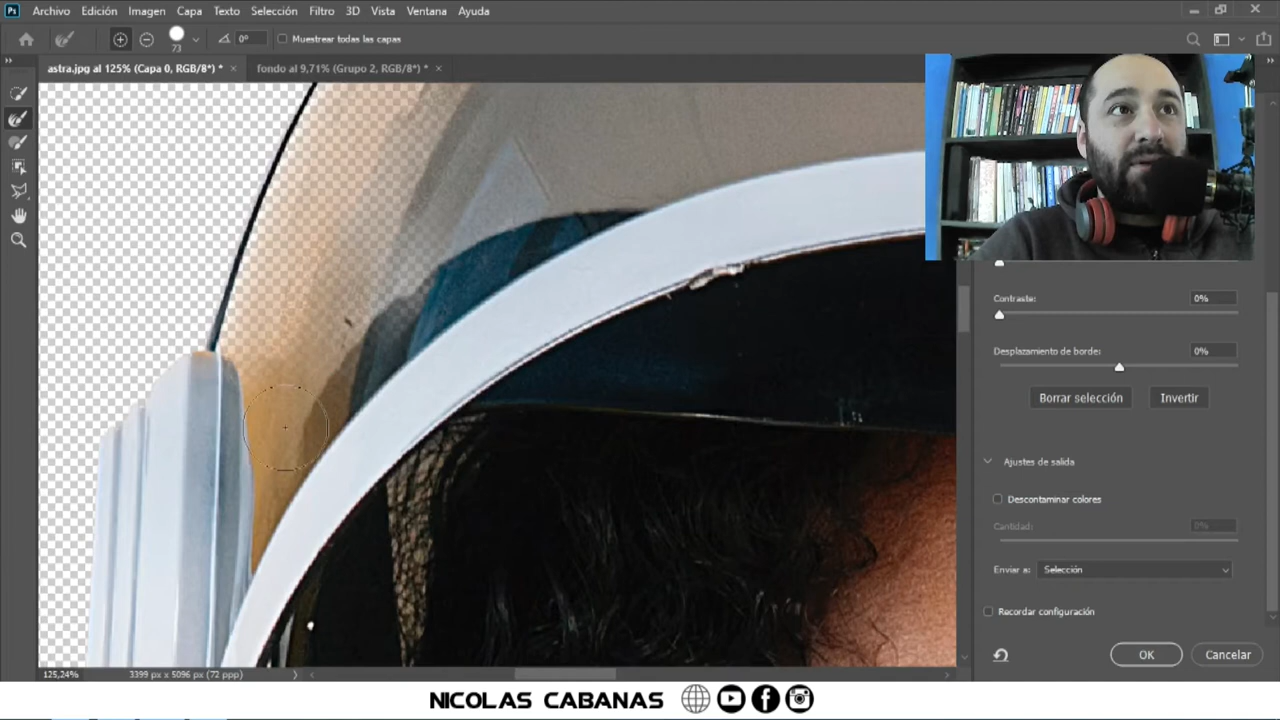 Ps Archivo Edición Imagen Capa Texto Selección Filtro 3D Vista Ventana Ayuda
73 0° Muestrear todas las capas
astra.jpg al 125% (Capa 0, RGB/8*) * × fondo al 9,71% (Grupo 2, RGB/8*) * ×
Contraste: 0%
Desplazamiento de borde: 0%
Borrar selección Invertir
Ajustes de salida
Descontaminar colores
Cantidad: 0%
Enviar a: Selección
Recordar configuración
OK Cancelar
125,24% 3399 px x 5096 px (72 ppp)
NICOLAS CABANAS